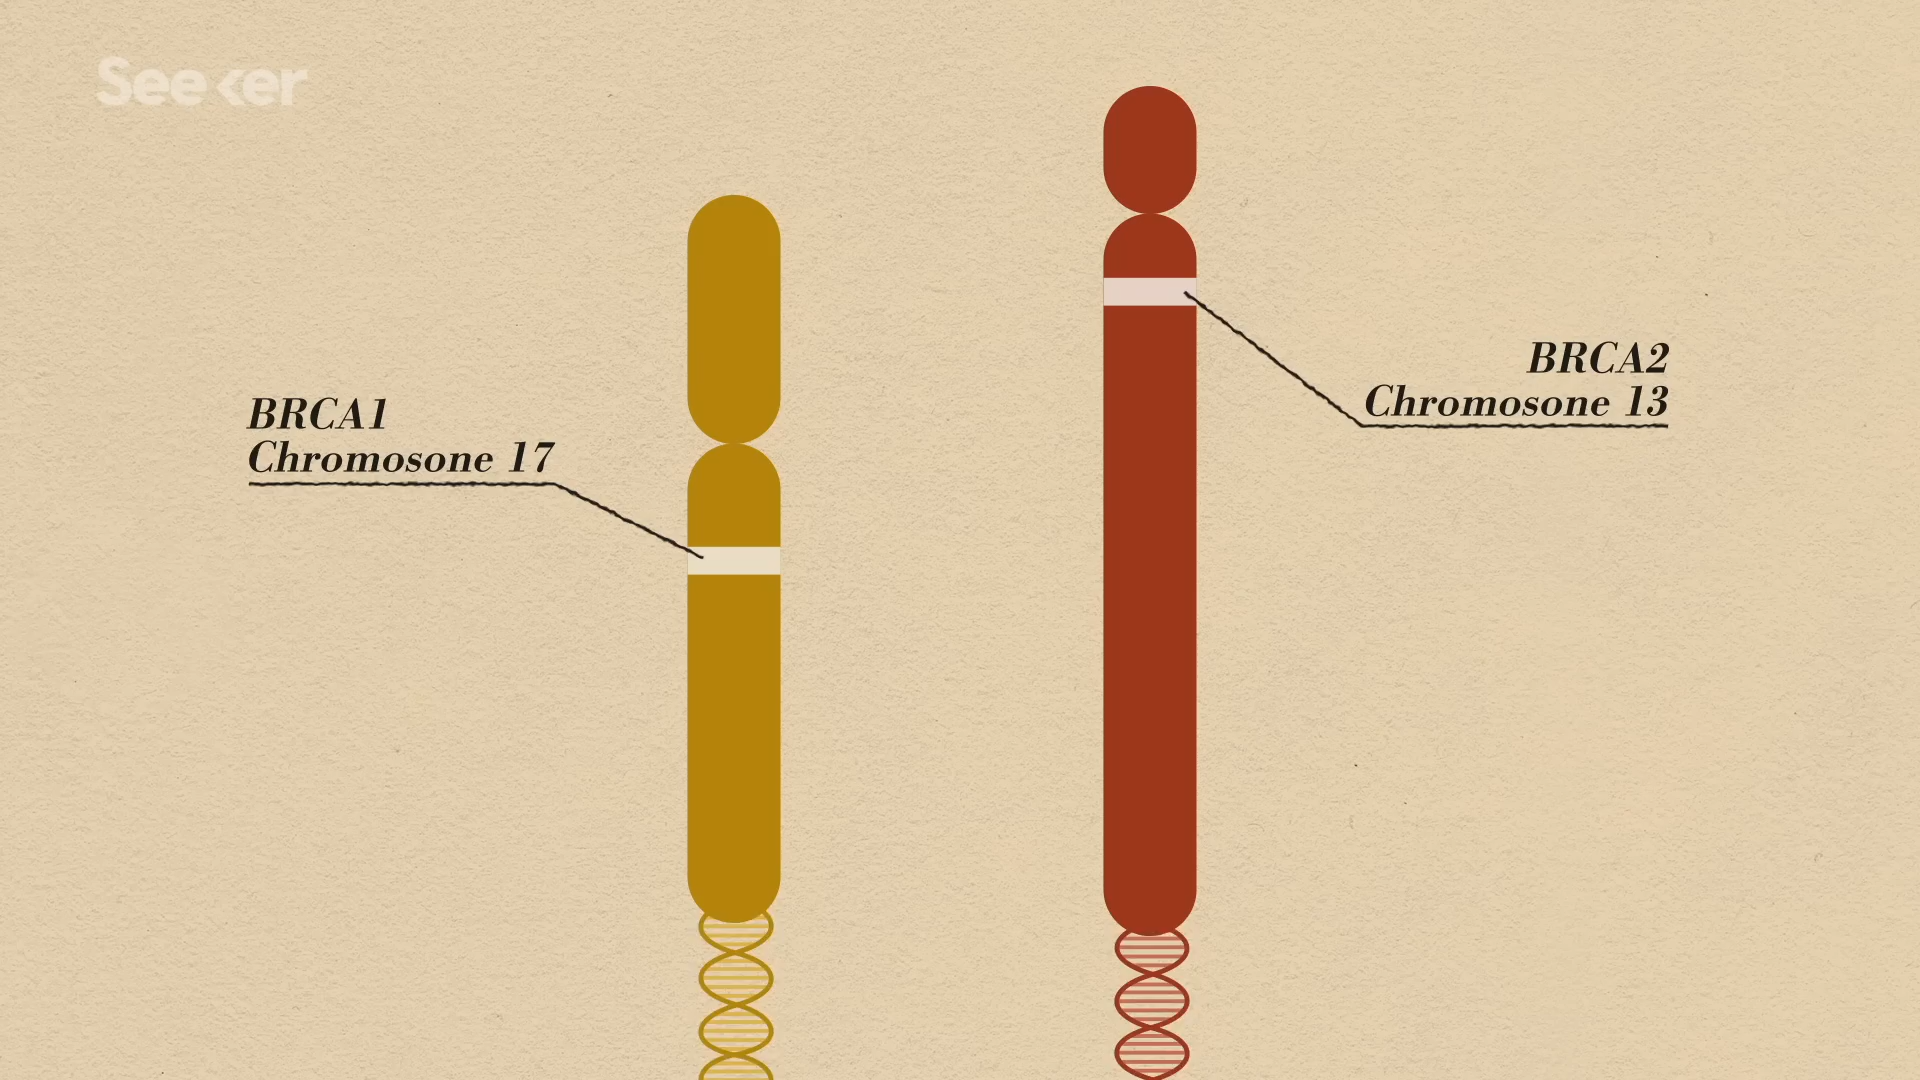 Seeker
BRCA1
Chromosone 17
BRCA2
Chromosone 13